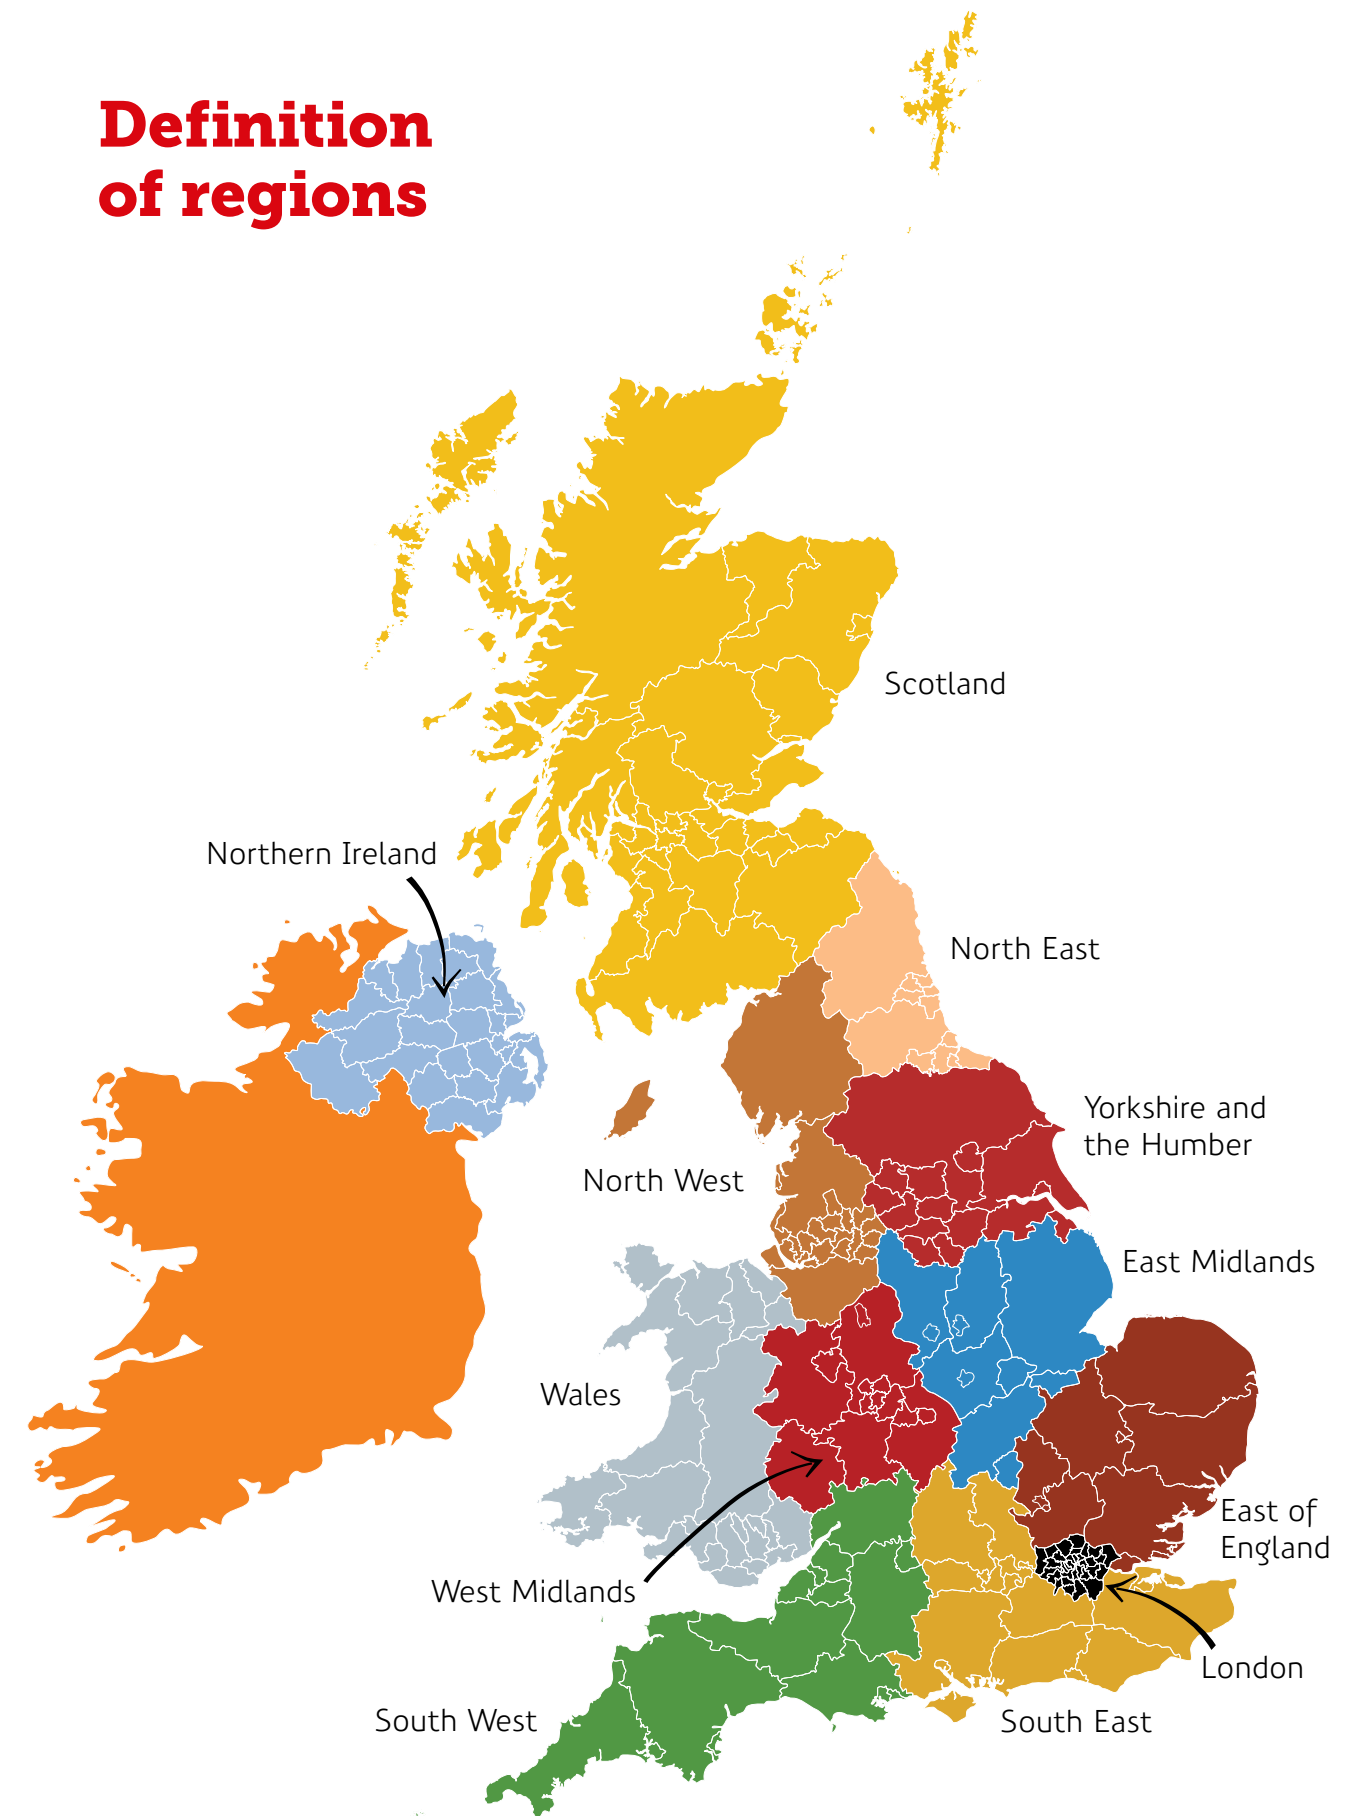 Definition
of regions
Scotland
Northern Ireland
North East
Yorkshire and
the Humber
North West
East Midlands
Wales
East of
England
West Midlands
London
South West
South East